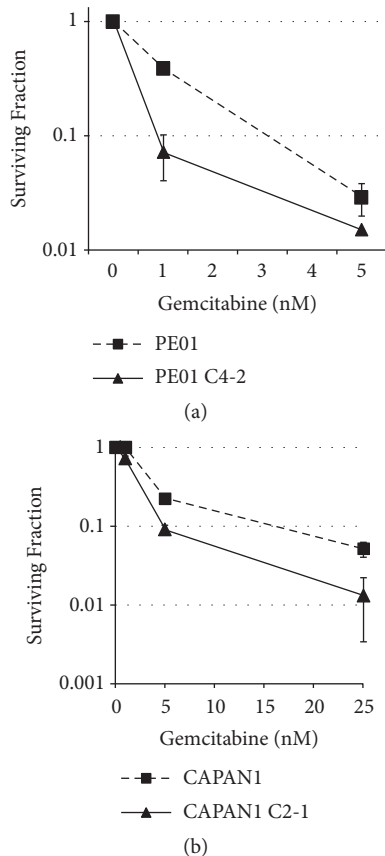 (a)
1
0.1
0.01
Surviving Fraction
0 1 2 3 4 5
Gemcitabine (nM)
PE01
PE01 C4-2
(a)
1
0.1
0.01
0.001
Surviving Fraction
0 5 10 15 20 25
Gemcitabine (nM)
CAPAN1
CAPAN1 C2-1
(b)